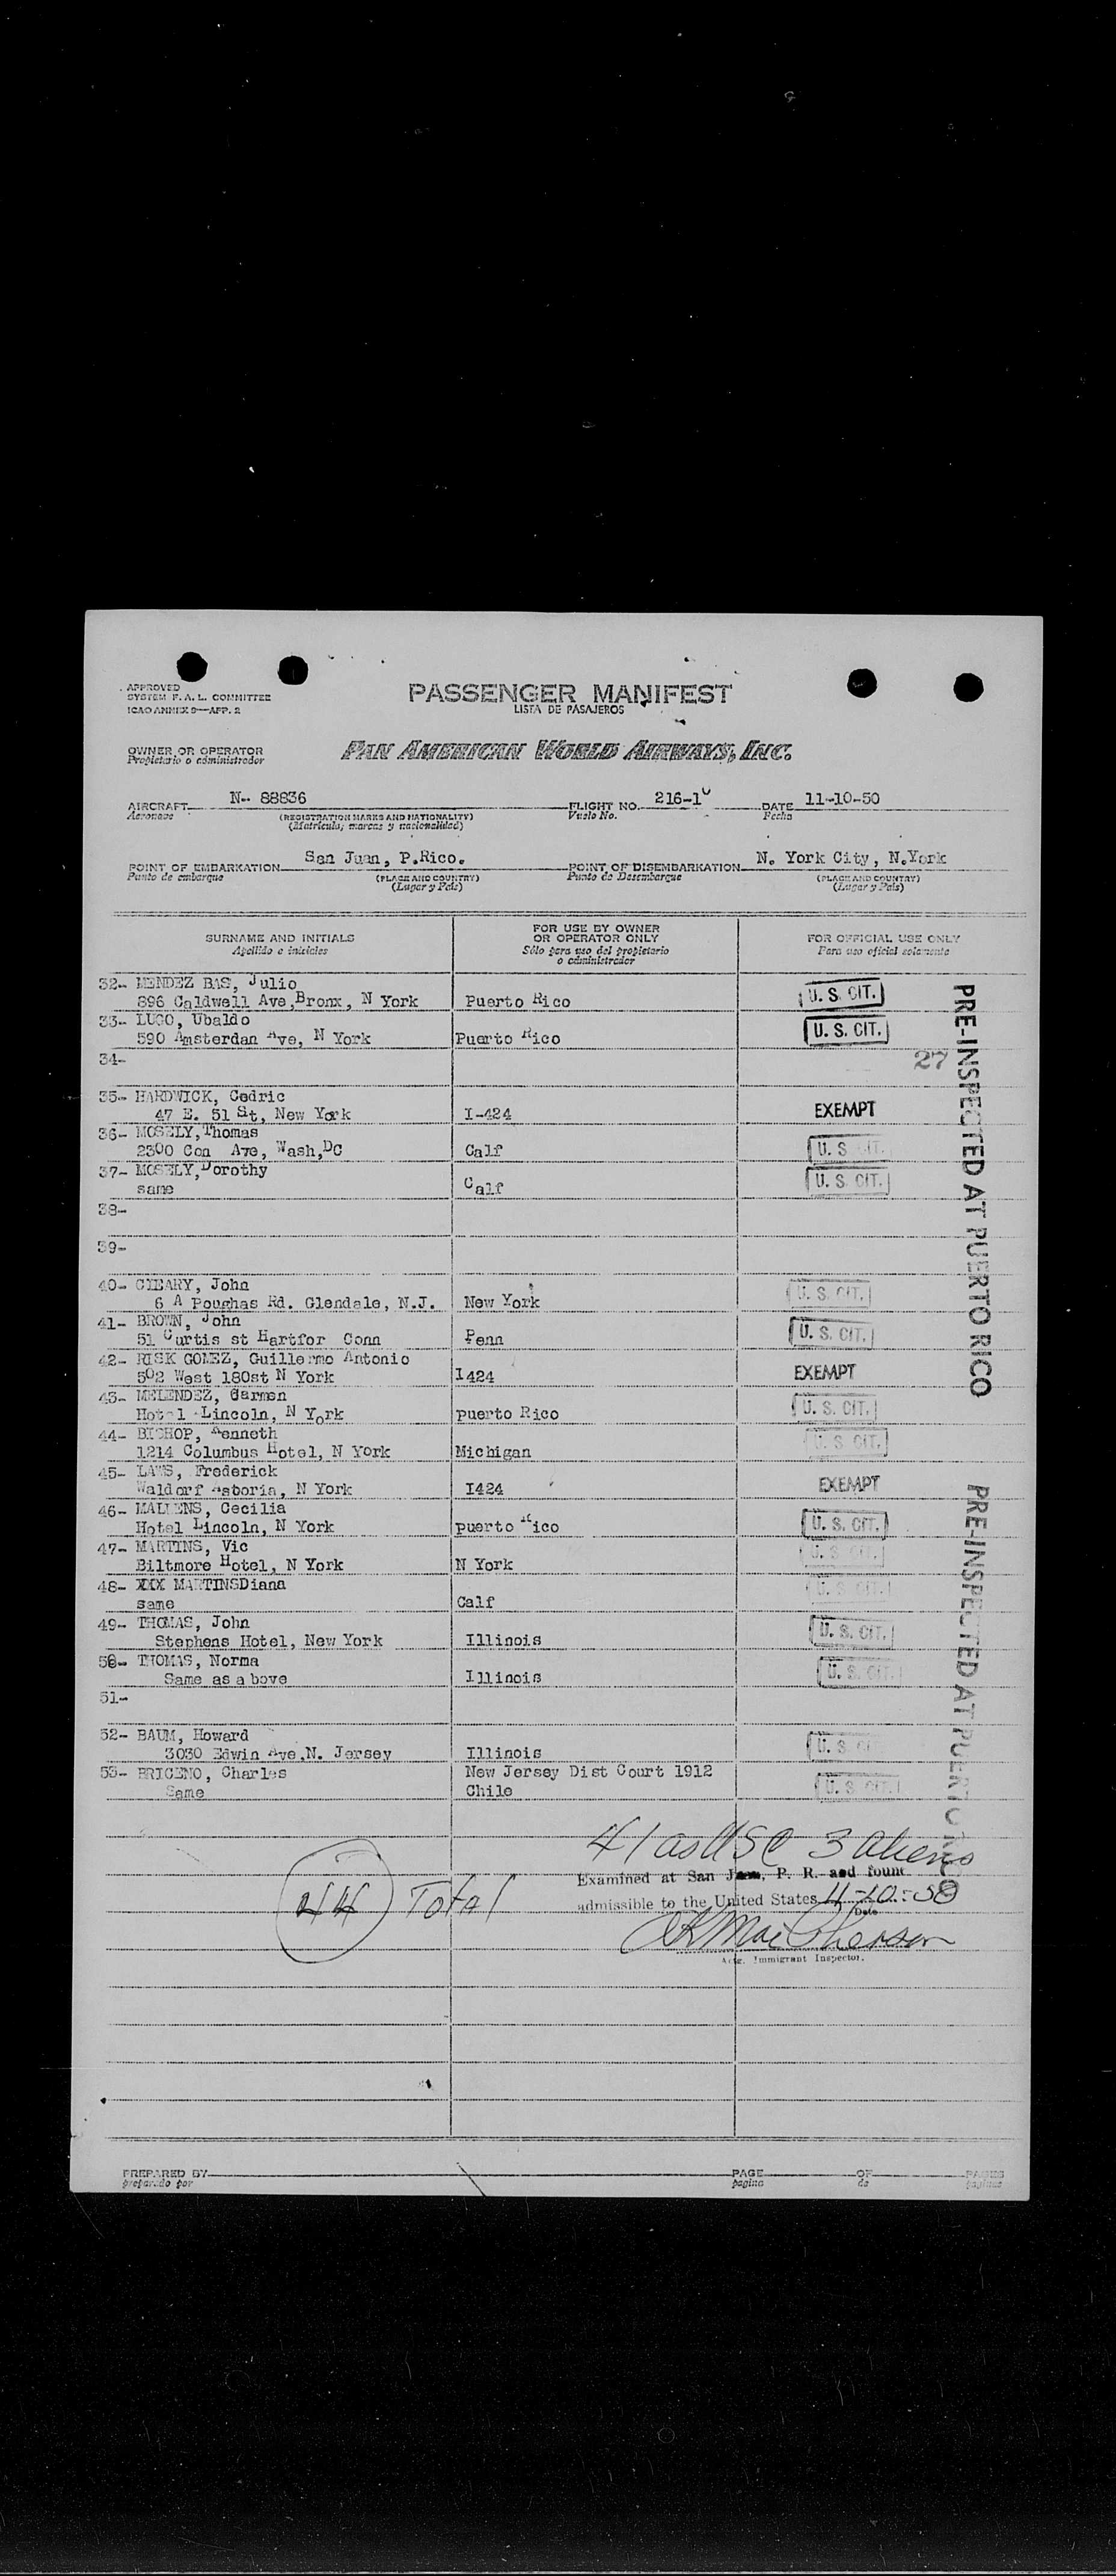 APPROVED
SYSTEM F. A. L. COMMITTEE
ICAO ANNEX 9—APP. 2
PASSENGER MANIFEST
LISTA DE PASAJEROS
OWNER OR OPERATOR
Propietario o administrador
PAN AMERICAN WORLD AIRWAYS, INC.
AIRCRAFT N-- 88836 FLIGHT NO. 216-10 DATE 11-10-50
Aeronave (REGISTRATION MARKS AND NATIONALITY) Vuelo No. Fecha
(Matrícula, marcas y nacionalidad)
POINT OF EMBARKATION San Juan, P.Rico. POINT OF DISEMBARKATION N. York City, N.York
Punto de embarque (PLACE AND COUNTRY) Punto de Desembarque (PLACE AND COUNTRY)
(Lugar y País) (Lugar y País)
SURNAME AND INITIALS FOR USE BY OWNER OR OPERATOR ONLY FOR OFFICIAL USE ONLY
Apellido e iniciales Sólo para uso del propietario o administrador Para uso oficial solamente
32- MENDEZ BAS, Julio
896 Caldwell Ave,Bronx, N York Puerto Rico U. S. CIT.
33- LUGO, Ubaldo
590 Amsterdan Ave, N York Puerto Rico U. S. CIT.
34- 27
35- HARDWICK, Cedric
47 E. 51 St, New York I-424 EXEMPT
36- MOSELY,Thomas
2300 Con Ave, Wash,DC Calf U. S. CIT.
37- MOSELY,Dorothy
same Calf U. S. CIT.
38-
39-
40- CLEARY, John
6 A Poughas Rd. Glendale, N.J. New York U. S. CIT.
41- BROWN, John
51 Curtis st Hartfor Conn Penn U. S. CIT.
42- RISK GOMEZ, Guillermo Antonio
502 West 180st N York I424 EXEMPT
43- MELENDEZ, Carmen
Hotel Lincoln, N York puerto Rico U. S. CIT.
44- BISHOP, Kenneth
1214 Columbus Hotel, N York Michigan U. S. CIT.
45- LAWS, Frederick
Waldorf Astoria, N York I424 EXEMPT
46- MALLENS, Cecilia
Hotel Lincoln, N York puerto Rico U. S. CIT.
47- MARTINS, Vic
Biltmore Hotel, N York N York U. S. CIT.
48- XXX MARTINSDiana
same Calf U. S. CIT.
49- THOMAS, John
Stephens Hotel, New York Illinois U. S. CIT.
50- THOMAS, Norma
Same as above Illinois U. S. CIT.
51-
52- BAUM, Howard
3030 Edwin Ave,N. Jersey Illinois U. S. CIT.
53- BRICENO, Charles New Jersey Dist Court 1912
Same Chile U. S. CIT.
PRE-INSPECTED AT PUERTO RICO
PRE-INSPECTED AT PUERTO RICO
41 as USC 3 aliens
Examined at San Juan, P. R. and found
44 Total
admissible to the United States 11-10-50
Date
MacPherson
Actg. Immigrant Inspector.
PREPARED BY PAGE OF PAGES
preparado por página de páginas